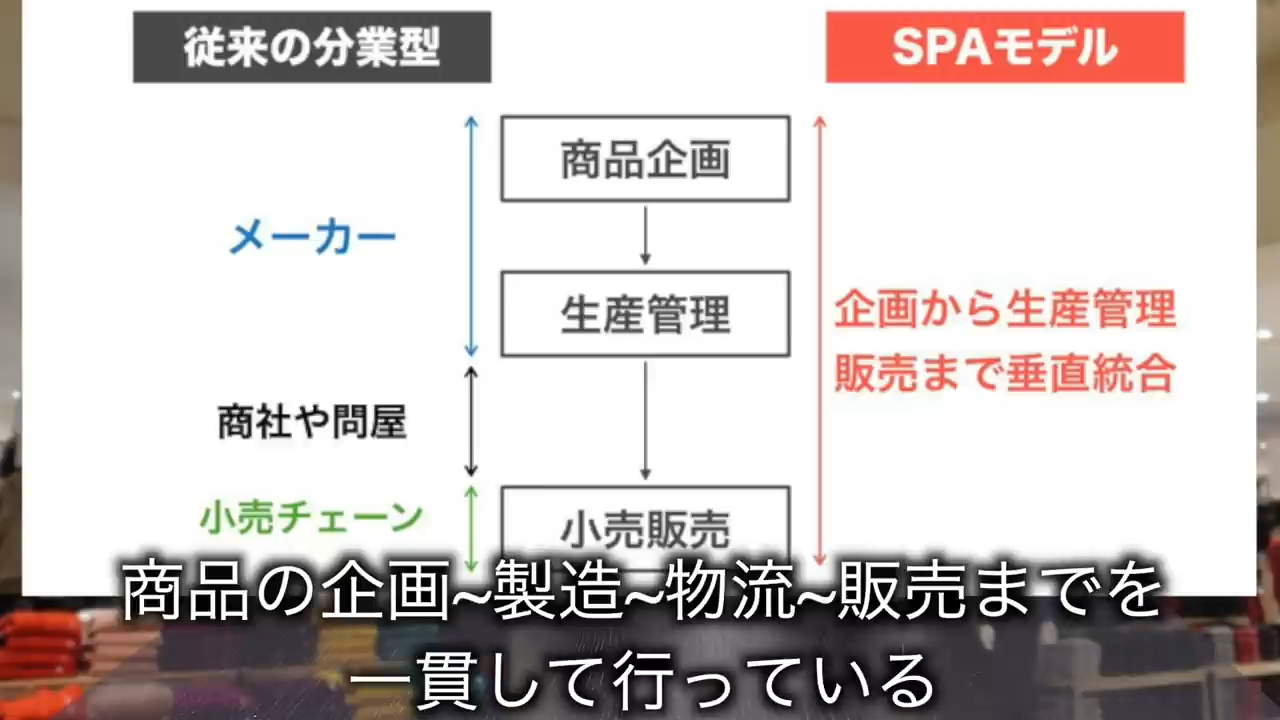 従来の分業型
SPAモデル
商品企画
メーカー
生産管理
企画から生産管理
販売まで垂直統合
商社や問屋
小売チェーン
小売販売
商品の企画~製造~物流~販売までを
一貫して行っている